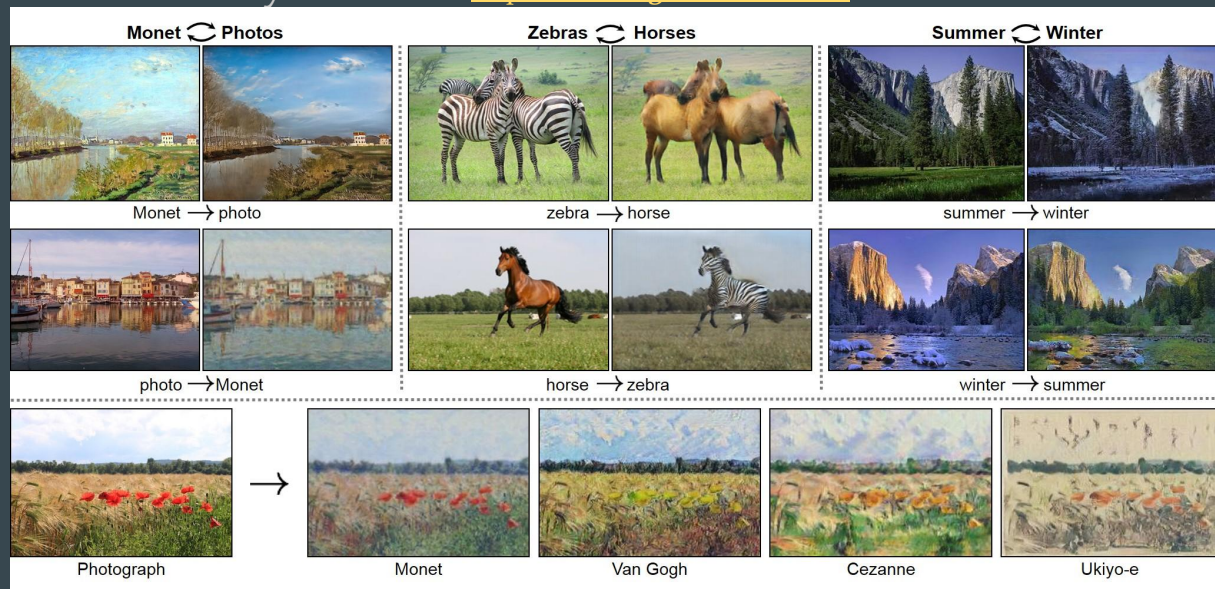 Monet Photos
Zebras Horses
Summer Winter
Monet → photo
zebra → horse
summer → winter
photo → Monet
horse → zebra
winter → summer
Photograph
Monet
Van Gogh
Cezanne
Ukiyo-e